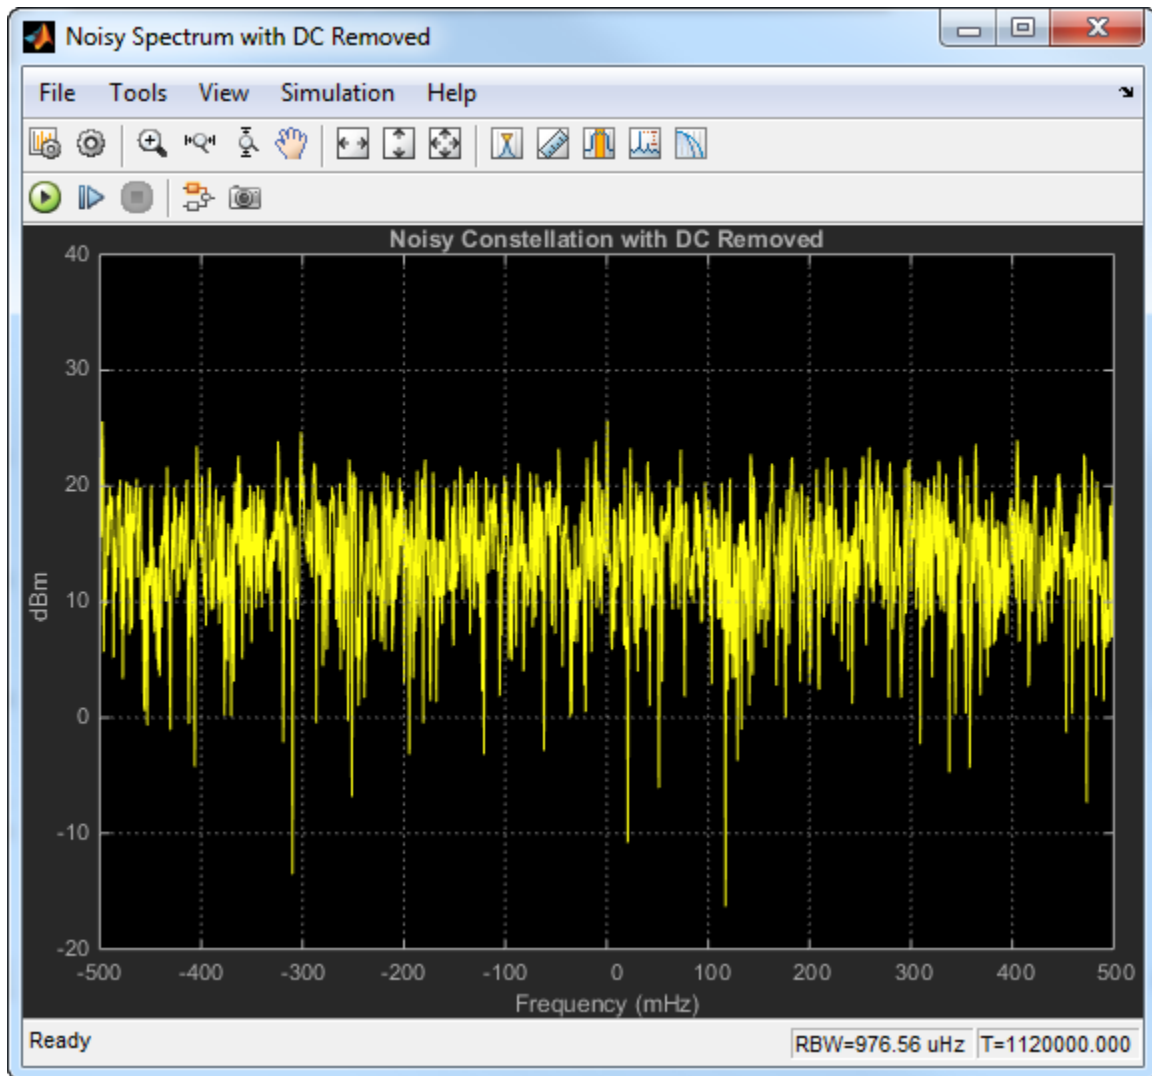 Noisy Spectrum with DC Removed
File Tools View Simulation Help
Noisy Constellation with DC Removed
40
30
20
10
0
-10
-20
dBm
-500 -400 -300 -200 -100 0 100 200 300 400 500
Frequency (mHz)
Ready RBW=976.56 uHz T=1120000.000